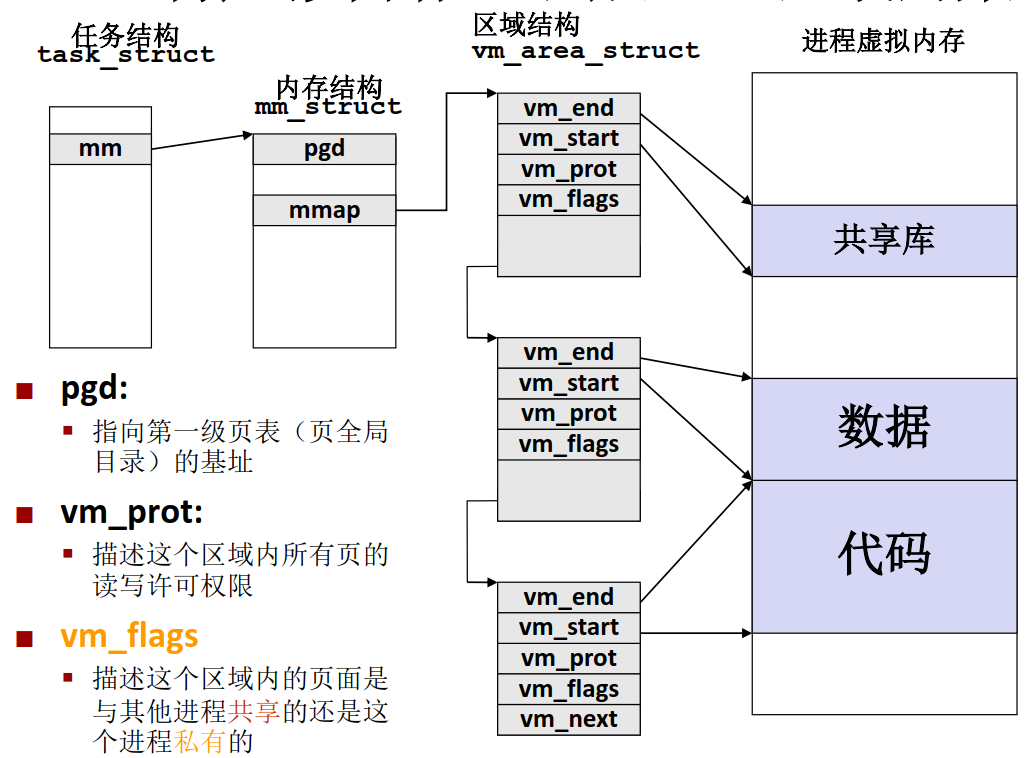 任务结构
task_struct
内存结构
mm_struct
区域结构
vm_area_struct
进程虚拟内存
mm
pgd
mmap
vm_end
vm_start
vm_prot
vm_flags
共享库
vm_end
vm_start
vm_prot
vm_flags
数据
代码
vm_end
vm_start
vm_prot
vm_flags
vm_next
pgd:
指向第一级页表（页全局
目录）的基址
vm_prot:
描述这个区域内所有页的
读写许可权限
vm_flags
描述这个区域内的页面是
与其他进程共享的还是这
个进程私有的